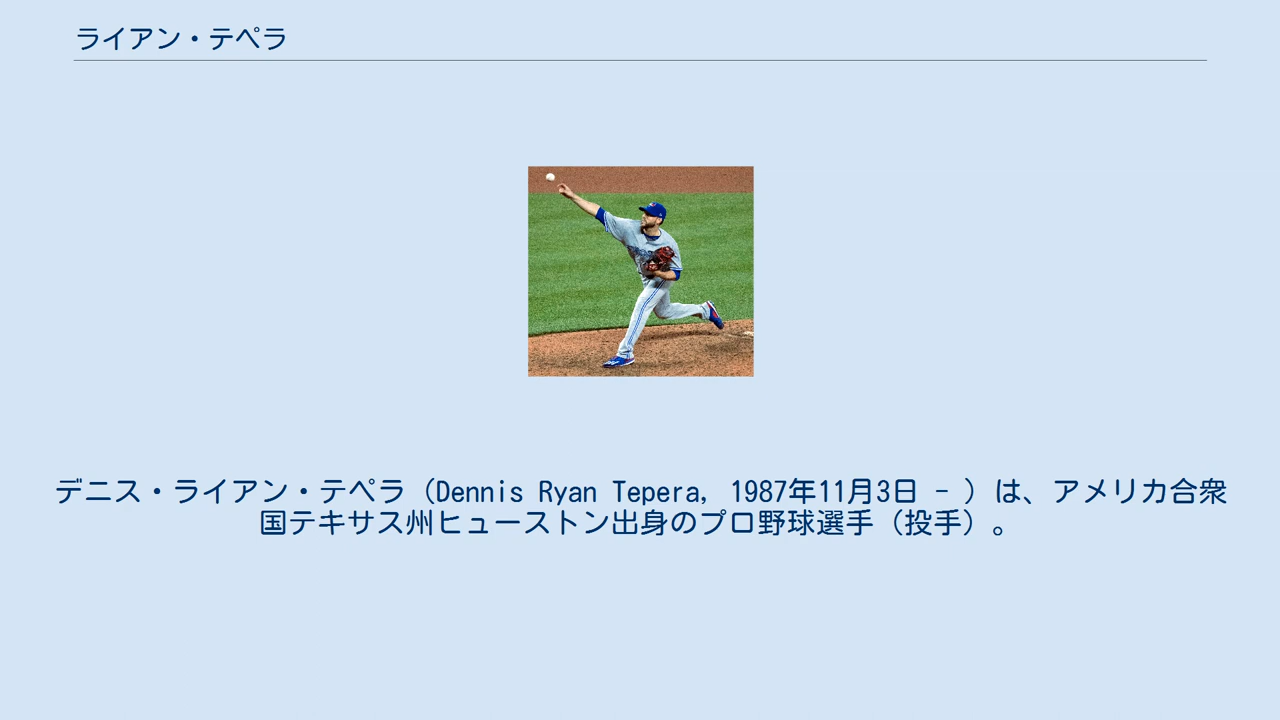 ライアン・テペラ
デニス・ライアン・テペラ（Dennis Ryan Tepera, 1987年11月3日 - ）は、アメリカ合衆
国テキサス州ヒューストン出身のプロ野球選手（投手）。